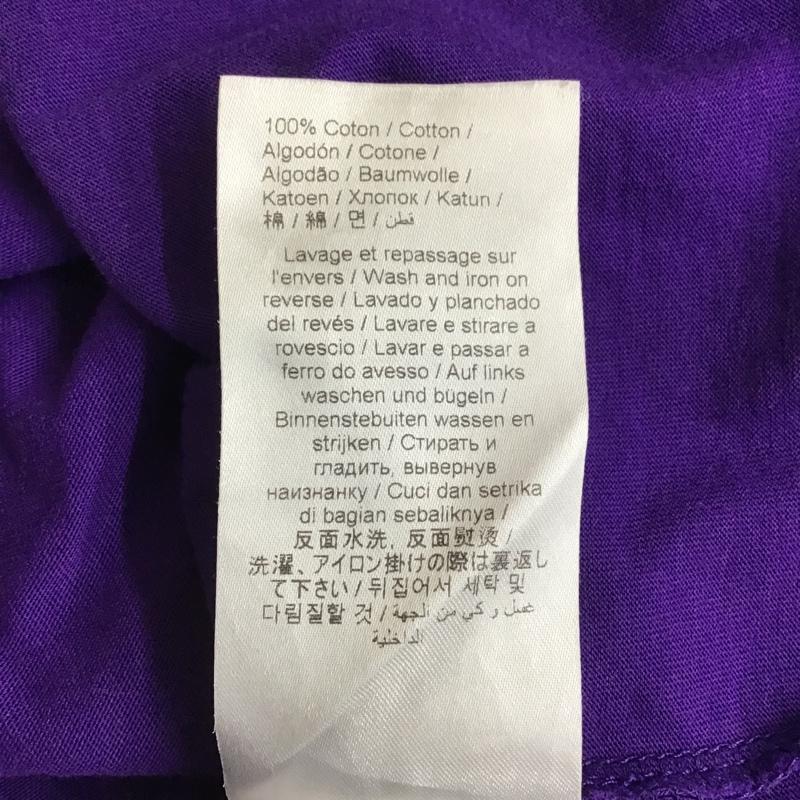 100% Coton / Cotton /
Algodón / Cotone /
Algodão / Baumwolle /
Katoen / Хлопок / Katun /
棉 / 綿 / 면 / قطن
Lavage et repassage sur
l'envers / Wash and iron on
reverse / Lavado y planchado
del revés / Lavare e stirare a
rovescio / Lavar e passar a
ferro do avesso / Auf links
waschen und bügeln /
Binnenstebuiten wassen en
strijken / Стирать и
гладить, вывернув
наизнанку / Cuci dan setrika
di bagian sebaliknya /
反面水洗, 反面熨烫 /
洗濯、アイロン掛けの際は裏返し
て下さい / 뒤집어서 세탁 및
다림질할 것 / غسل و كي من الجهة
الداخلية